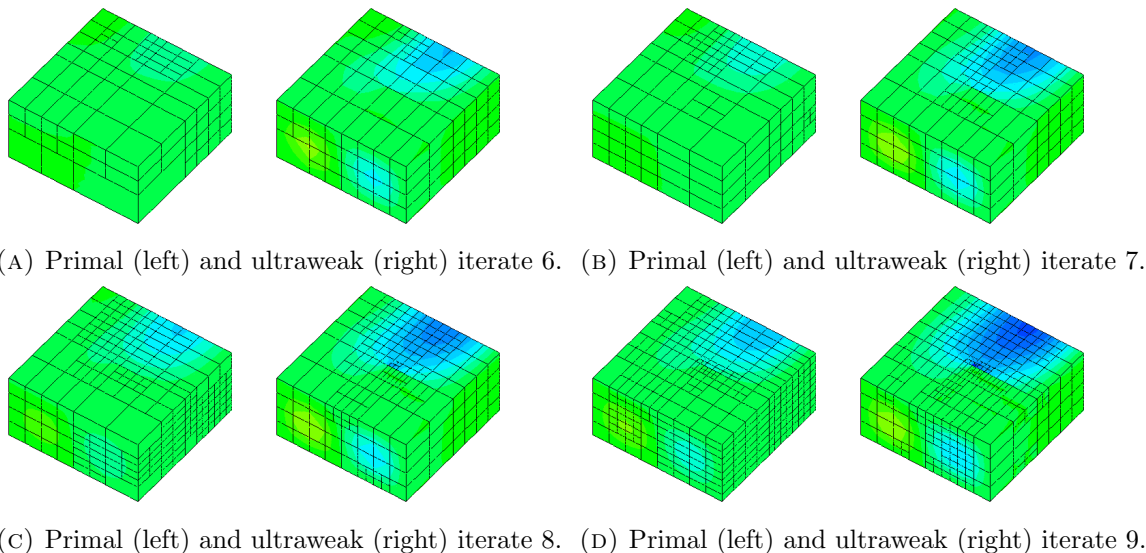 (A) Primal (left) and ultraweak (right) iterate 6. (B) Primal (left) and ultraweak (right) iterate 7.
(C) Primal (left) and ultraweak (right) iterate 8. (D) Primal (left) and ultraweak (right) iterate 9